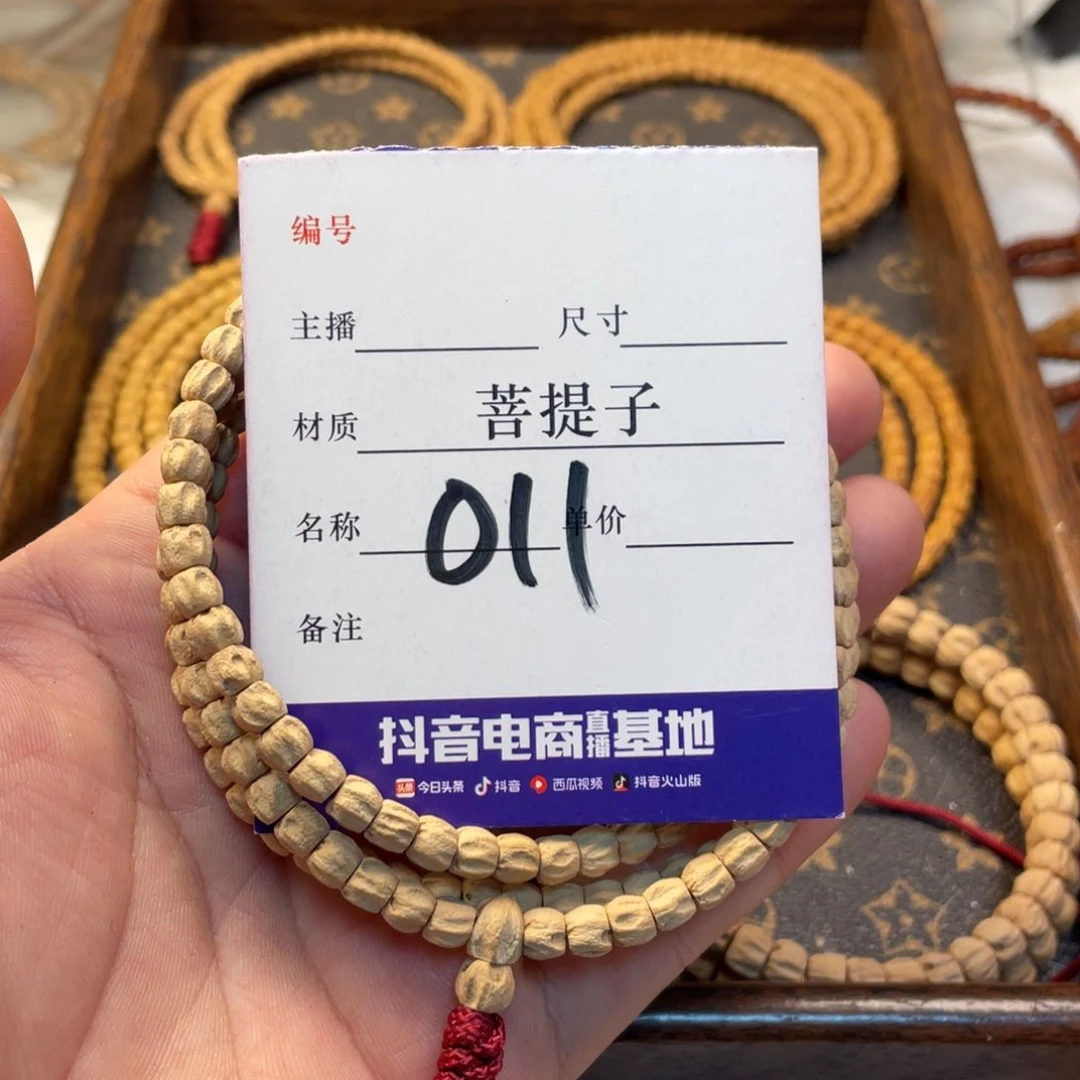 编号
主播 尺寸
材质 菩提子
名称 011 单价
备注
抖音电商直播基地
头条 今日头条 抖音 西瓜视频 抖音火山版